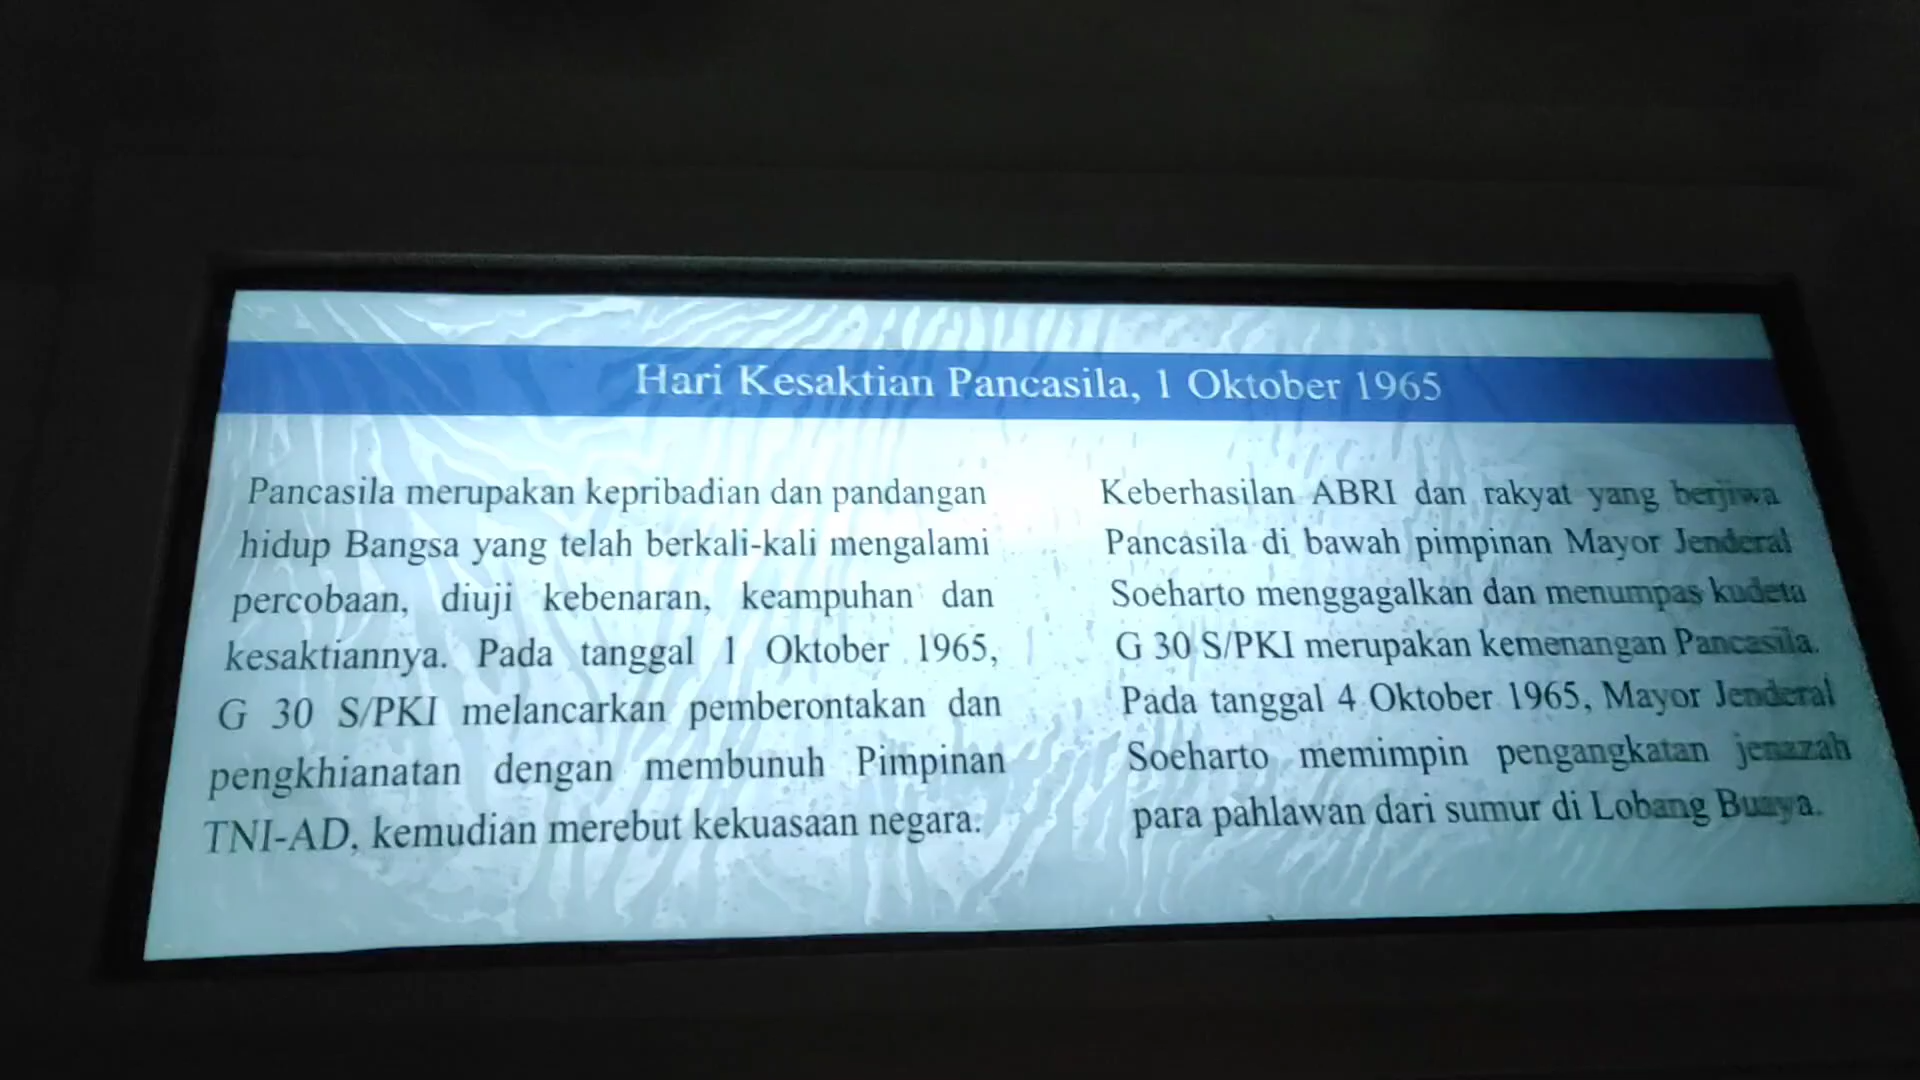 Hari Kesaktian Pancasila, 1 Oktober 1965
Pancasila merupakan kepribadian dan pandangan
hidup Bangsa yang telah berkali-kali mengalami
percobaan, diuji kebenaran, keampuhan dan
kesaktiannya. Pada tanggal 1 Oktober 1965,
G 30 S/PKI melancarkan pemberontakan dan
pengkhianatan dengan membunuh Pimpinan
TNI-AD, kemudian merebut kekuasaan negara.
Keberhasilan ABRI dan rakyat yang berjiwa
Pancasila di bawah pimpinan Mayor Jenderal
Soeharto menggagalkan dan menumpas kudeta
G 30 S/PKI merupakan kemenangan Pancasila.
Pada tanggal 4 Oktober 1965, Mayor Jenderal
Soeharto memimpin pengangkatan jenazah
para pahlawan dari sumur di Lobang Buaya.